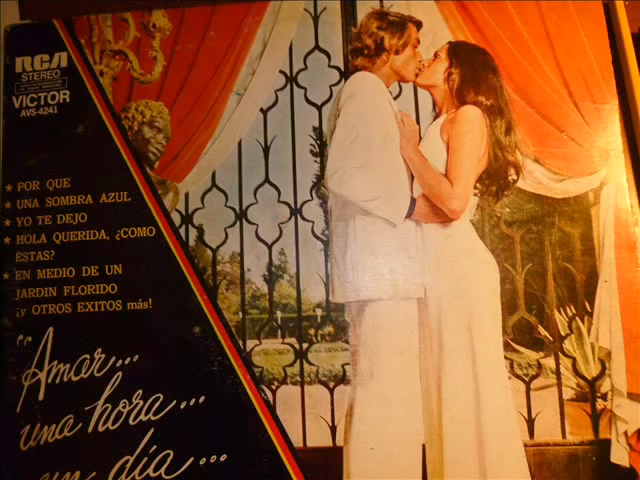 RCA
STEREO
VICTOR
AVS-4241
★ POR QUE
★ UNA SOMBRA AZUL
★ YO TE DEJO
★ HOLA QUERIDA, ¿COMO
ÉSTAS?
★ EN MEDIO DE UN
JARDIN FLORIDO
¡y OTROS EXITOS más!
"Amar...
una hora...
un día...